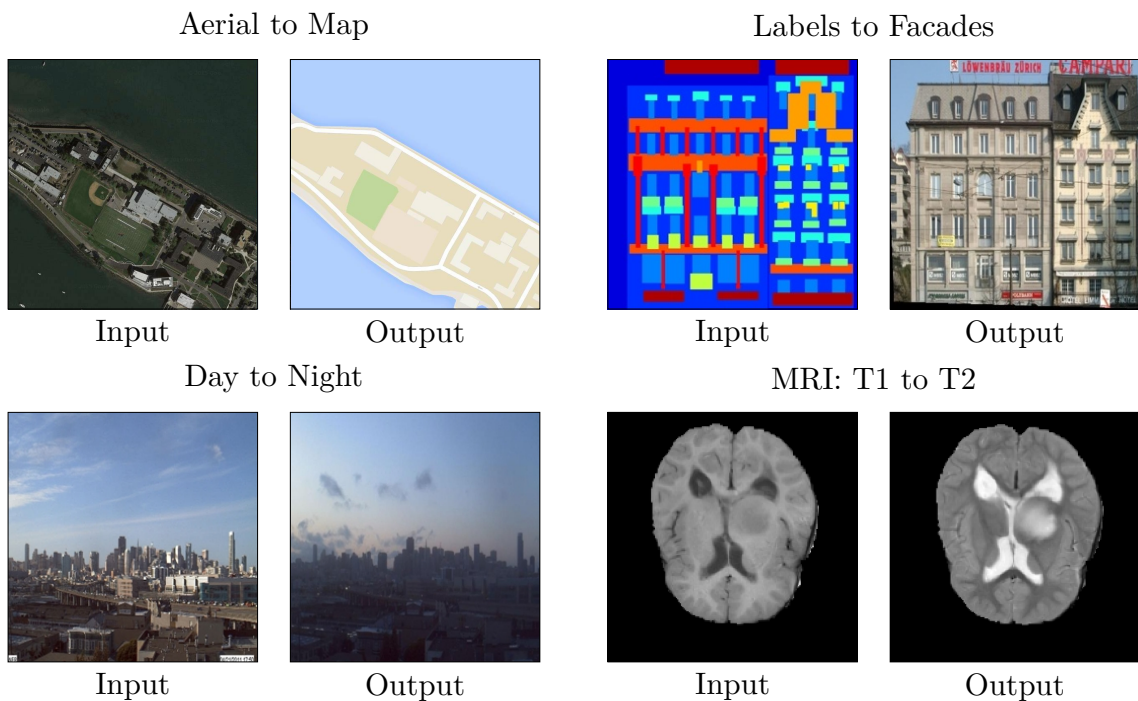 Aerial to Map
Labels to Facades
LÖWENBRÄU ZÜRICH
CAMPARI
Input
Output
Input
Output
Day to Night
MRI: T1 to T2
Input
Output
Input
Output